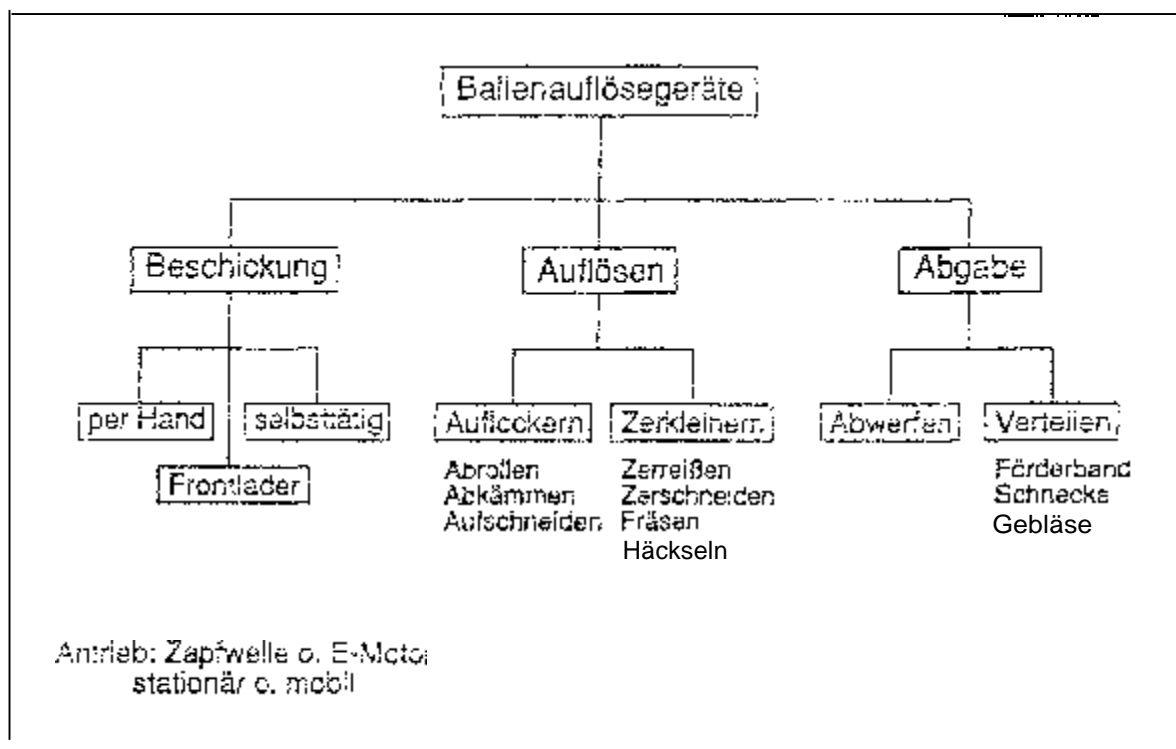 Ballenauflösegeräte
Beschickung
Auflösen
Abgabe
per Hand
selbsttätig
Frontlader
Auflockern
Zerkleinern
Abwerfen
Verteilen
Abrollen
Abkämmen
Aufschneiden
Zerreißen
Zerschneiden
Fräsen
Häckseln
Förderband
Schnecke
Gebläse
Antrieb: Zapfwelle o. E-Motor
stationär o. mobil